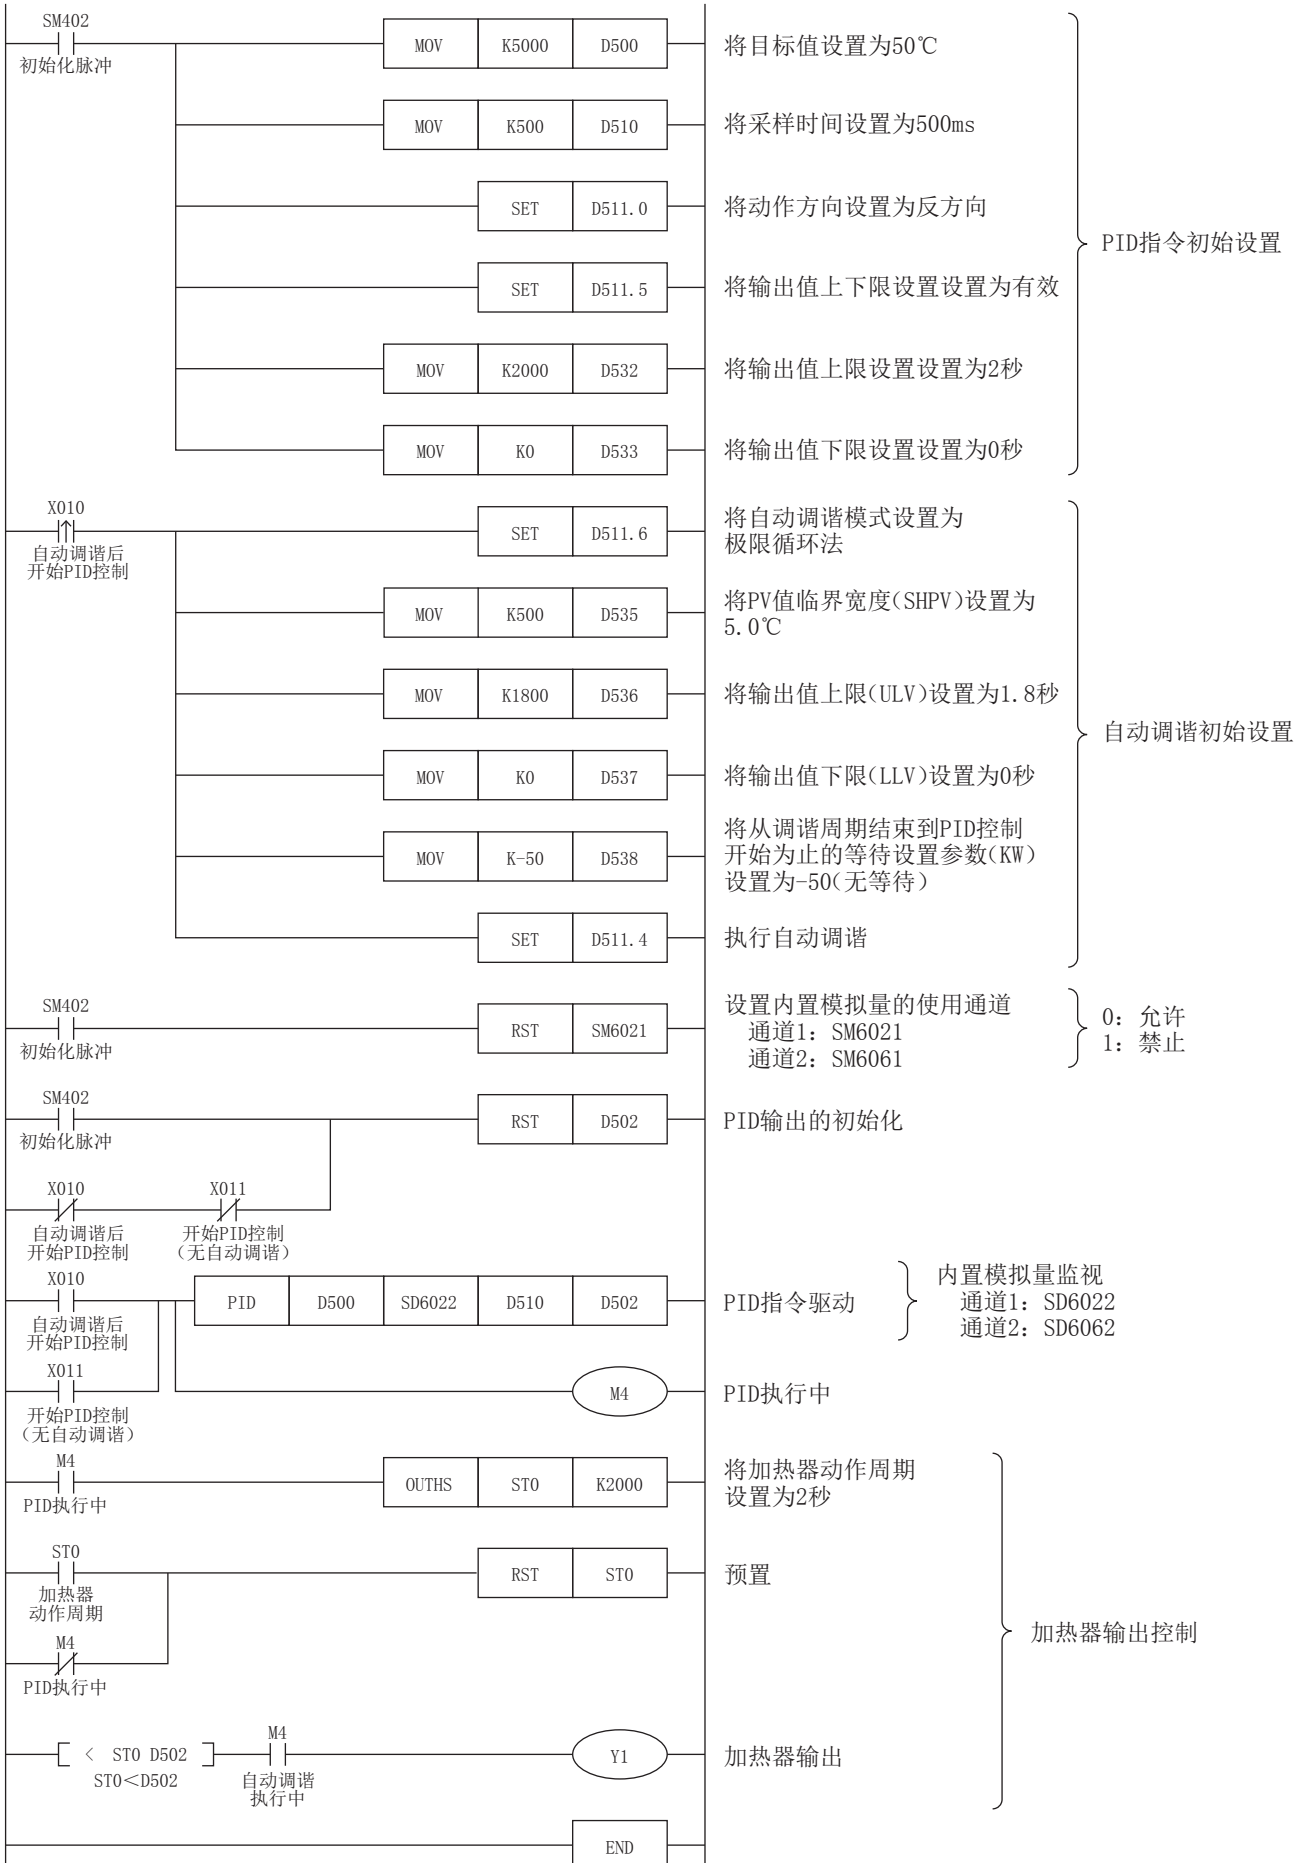 SM402
初始化脉冲
MOV K5000 D500
将目标值设置为50℃
MOV K500 D510
将采样时间设置为500ms
SET D511.0
将动作方向设置为反方向
PID指令初始设置
SET D511.5
将输出值上下限设置设置为有效
MOV K2000 D532
将输出值上限设置设置为2秒
MOV K0 D533
将输出值下限设置设置为0秒
X010
自动调谐后
开始PID控制
SET D511.6
将自动调谐模式设置为
极限循环法
MOV K500 D535
将PV值临界宽度(SHPV)设置为
5.0℃
MOV K1800 D536
将输出值上限(ULV)设置为1.8秒
自动调谐初始设置
MOV K0 D537
将输出值下限(LLV)设置为0秒
MOV K-50 D538
将从调谐周期结束到PID控制
开始为止的等待设置参数(KW)
设置为-50(无等待)
SET D511.4
执行自动调谐
SM402
初始化脉冲
RST SM6021
设置内置模拟量的使用通道
通道1：SM6021
通道2：SM6061
0：允许
1：禁止
SM402
初始化脉冲
RST D502
PID输出的初始化
X010
自动调谐后
开始PID控制
X011
开始PID控制
(无自动调谐)
X010
自动调谐后
开始PID控制
PID D500 SD6022 D510 D502
PID指令驱动
内置模拟量监视
通道1：SD6022
通道2：SD6062
X011
开始PID控制
(无自动调谐)
M4
PID执行中
M4
PID执行中
OUTHS ST0 K2000
将加热器动作周期
设置为2秒
ST0
加热器
动作周期
RST ST0
预置
M4
PID执行中
加热器输出控制
< ST0 D502
ST0＜D502
M4
自动调谐
执行中
Y1
加热器输出
END